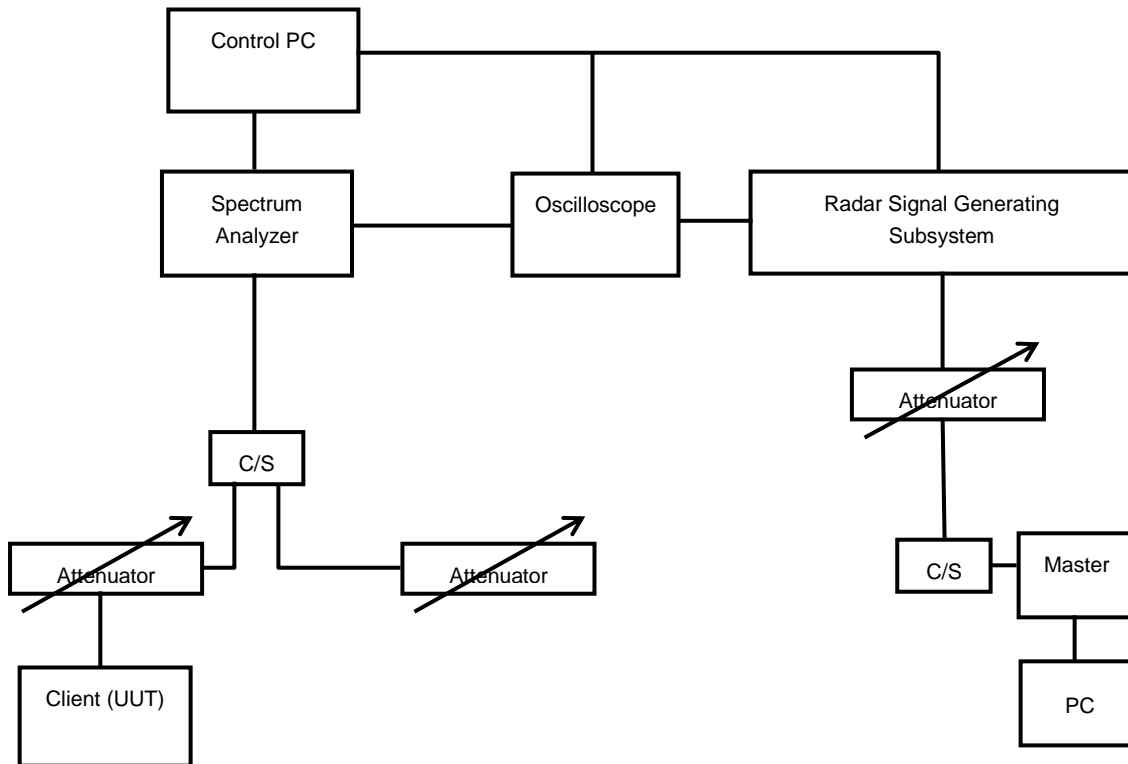 Control PC
Spectrum
Analyzer
Oscilloscope
Radar Signal Generating
Subsystem
Attenuator
C/S
Attenuator
Attenuator
C/S
Master
Client (UUT)
PC